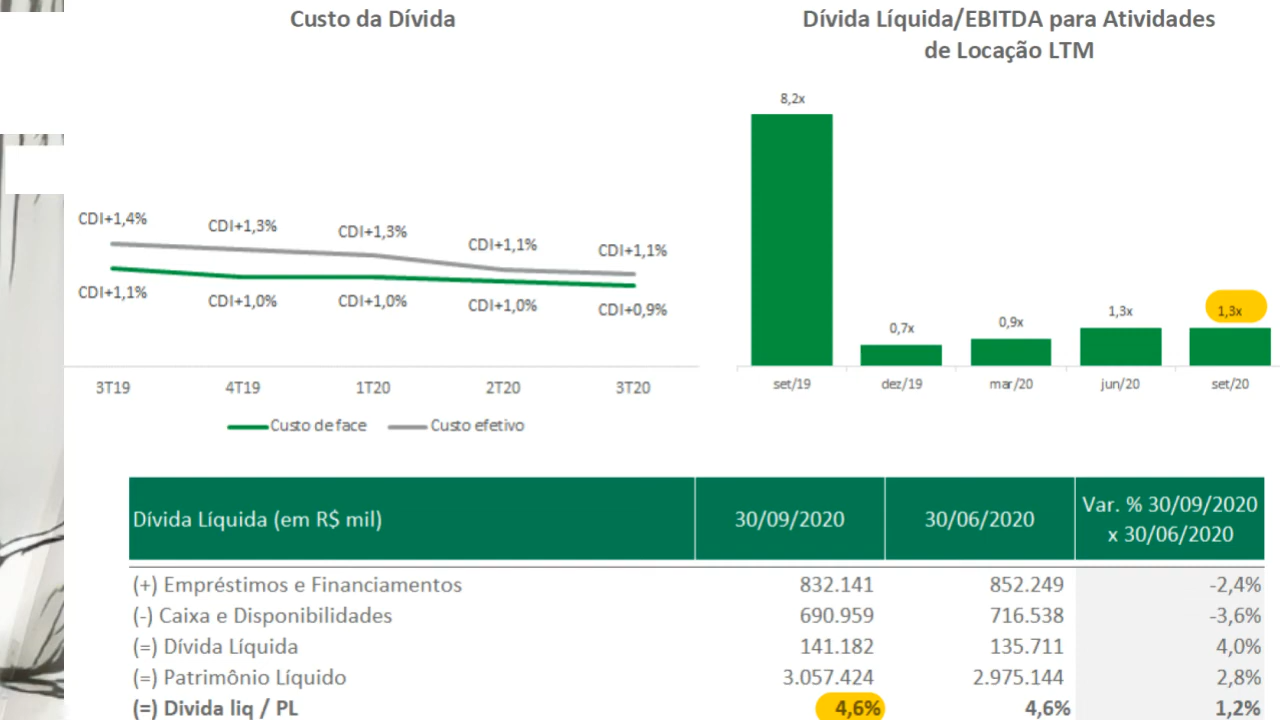 Custo da Dívida
CDI+1,4%
CDI+1,3%
CDI+1,3%
CDI+1,1%
CDI+1,1%
CDI+1,1%
CDI+1,0%
CDI+1,0%
CDI+1,0%
CDI+0,9%
3T19 4T19 1T20 2T20 3T20
Custo de face Custo efetivo
Dívida Líquida/EBITDA para Atividades
de Locação LTM
8,2x
0,7x
0,9x
1,3x
1,3x
set/19 dez/19 mar/20 jun/20 set/20
Dívida Líquida (em R$ mil) 30/09/2020 30/06/2020 Var. % 30/09/2020
x 30/06/2020
(+) Empréstimos e Financiamentos 832.141 852.249 -2,4%
(-) Caixa e Disponibilidades 690.959 716.538 -3,6%
(=) Dívida Líquida 141.182 135.711 4,0%
(=) Patrimônio Líquido 3.057.424 2.975.144 2,8%
(=) Divida liq / PL 4,6% 4,6% 1,2%